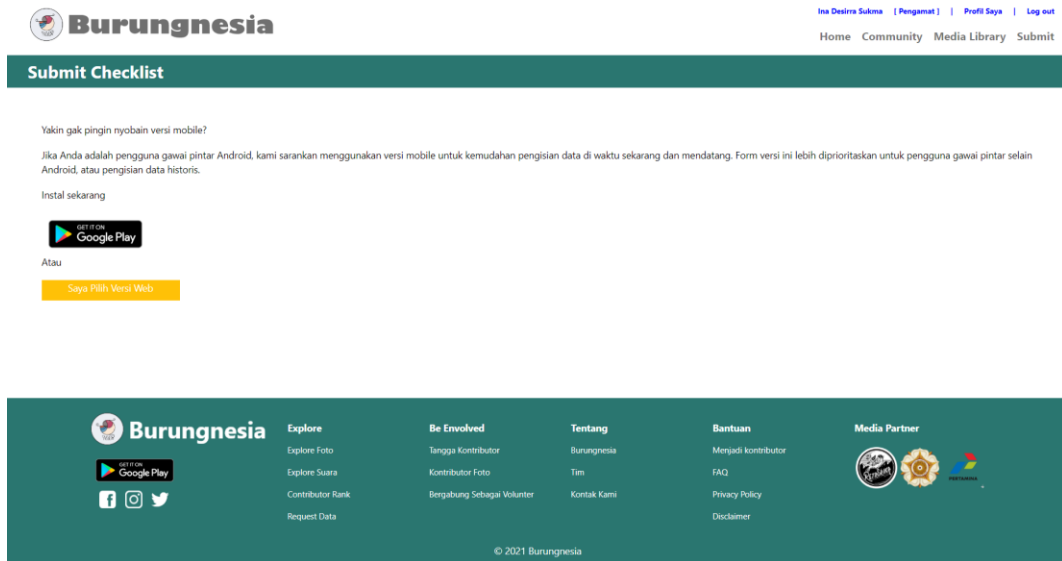 Burungnesia
Ina Desirra Sukma [ Pengamat ] | Profil Saya | Log out
Home Community Media Library Submit
Submit Checklist
Yakin gak pingin nyobain versi mobile?
Jika Anda adalah pengguna gawai pintar Android, kami sarankan menggunakan versi mobile untuk kemudahan pengisian data di waktu sekarang dan mendatang. Form versi ini lebih diprioritaskan untuk pengguna gawai pintar selain
Android, atau pengisian data historis.
Instal sekarang
GET IT ON
Google Play
Atau
Saya Pilih Versi Web
Burungnesia
GET IT ON
Google Play
Explore
Explore Foto
Explore Suara
Contributor Rank
Request Data
Be Envolved
Tangga Kontributor
Kontributor Foto
Bergabung Sebagai Volunter
Tentang
Burungnesia
Tim
Kontak Kami
Bantuan
Menjadi kontributor
FAQ
Privacy Policy
Disclaimer
Media Partner
PERTAMINA
© 2021 Burungnesia